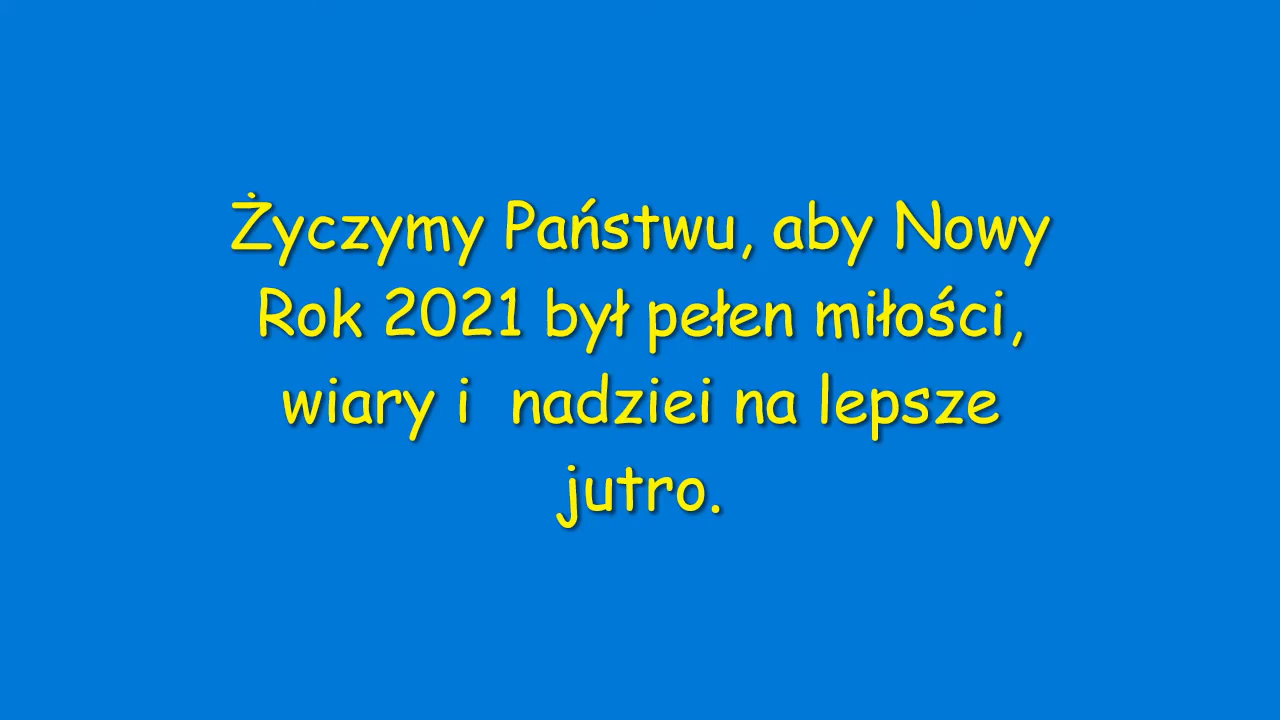 Życzymy Państwu, aby Nowy
Rok 2021 był pełen miłości,
wiary i  nadziei na lepsze
jutro.